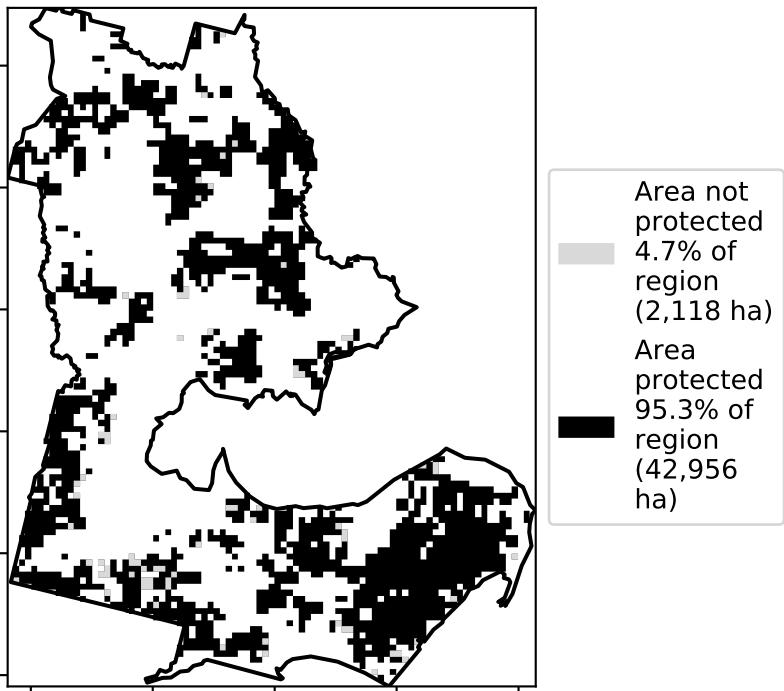 Area not
protected
4.7% of
region
(2,118 ha)
Area
protected
95.3% of
region
(42,956
ha)